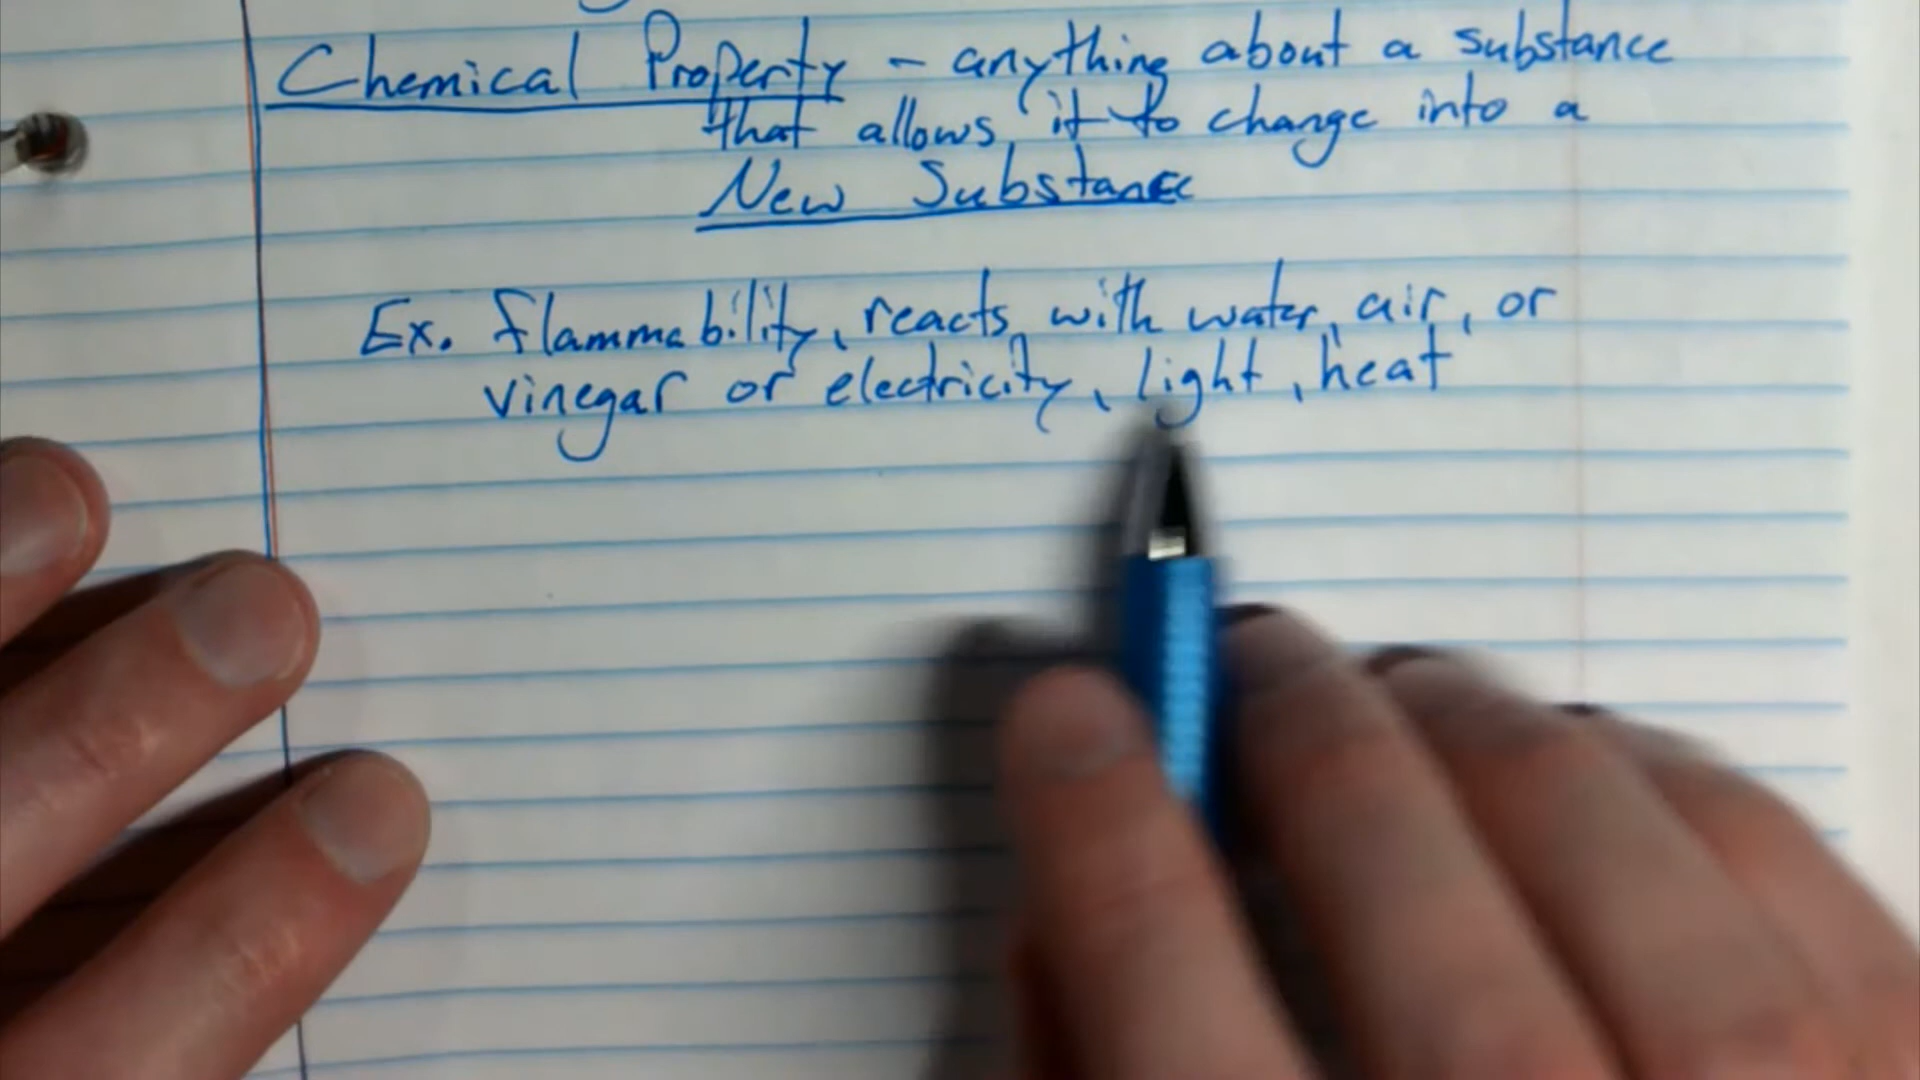 Chemical Property - anything about a substance
that allows it to change into a
New Substance
Ex. flammability, reacts with water, air, or
vinegar or electricity, light, heat